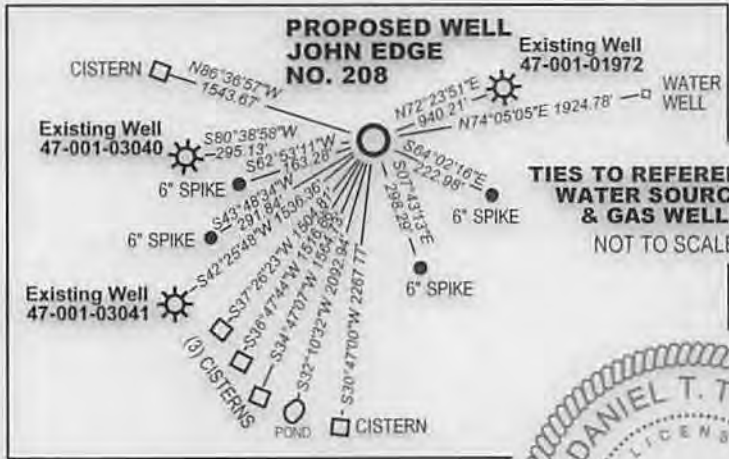 PROPOSED WELL
JOHN EDGE
NO. 208
CISTERN
N86°36'57"W
1543.67'
Existing Well
47-001-01972
N72°23'51"E
940.21'
N74°05'05"E 1924.78'
WATER
WELL
Existing Well
47-001-03040
S80°38'58"W
295.13'
S62°53'11"W
163.28'
6" SPIKE
S64°02'16"E
222.98'
6" SPIKE
TIES TO REFERE
WATER SOURC
& GAS WELL
NOT TO SCALE
S43°48'34"W
291.84'
6" SPIKE
S07°43'13"E
298.29'
6" SPIKE
S42°25'48"W 1536.36'
Existing Well
47-001-03041
S37°26'23"W 1504.81'
S36°47'44"W
S34°47'07"W
(3) CISTERNS
S32°10'32"W 2092.94'
POND
S30°47'00"W 2267.77'
CISTERN
DANIEL T. T
LICENS